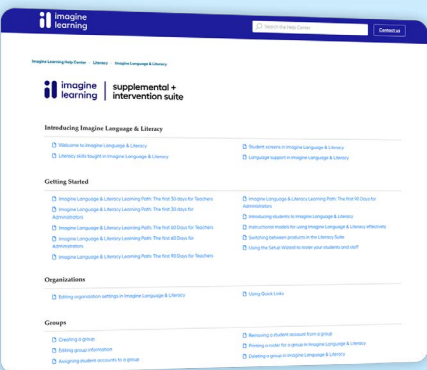 imagine
learning
Search the Help Center
Contact us
Imagine Learning Help Center Literacy Imagine Language & Literacy
imagine
learning
supplemental +
intervention suite
Introducing Imagine Language & Literacy
Welcome to Imagine Language & Literacy
Literacy skills taught in Imagine Language & Literacy
Student screens in Imagine Language & Literacy
Language support in Imagine Language & Literacy
Getting Started
Imagine Language & Literacy Learning Path: The first 30 days for Teachers
Imagine Language & Literacy Learning Path: The first 30 days for
Administrators
Imagine Language & Literacy Learning Path: The first 60 Days for Teachers
Imagine Language & Literacy Learning Path: The first 60 Days for
Administrators
Imagine Language & Literacy Learning Path: The first 90 Days for Teachers
Imagine Language & Literacy Learning Path: The first 90 Days for
Administrators
Introducing students to Imagine Language & Literacy
Instructional models for using Imagine Language & Literacy effectively
Switching between products in the Literacy Suite
Using the Setup Wizard to roster your students and staff
Organizations
Editing organization settings in Imagine Language & Literacy
Using Quick Links
Groups
Creating a group
Editing group information
Assigning student accounts to a group
Removing a student account from a group
Printing a roster for a group in Imagine Language & Literacy
Deleting a group in Imagine Language & Literacy